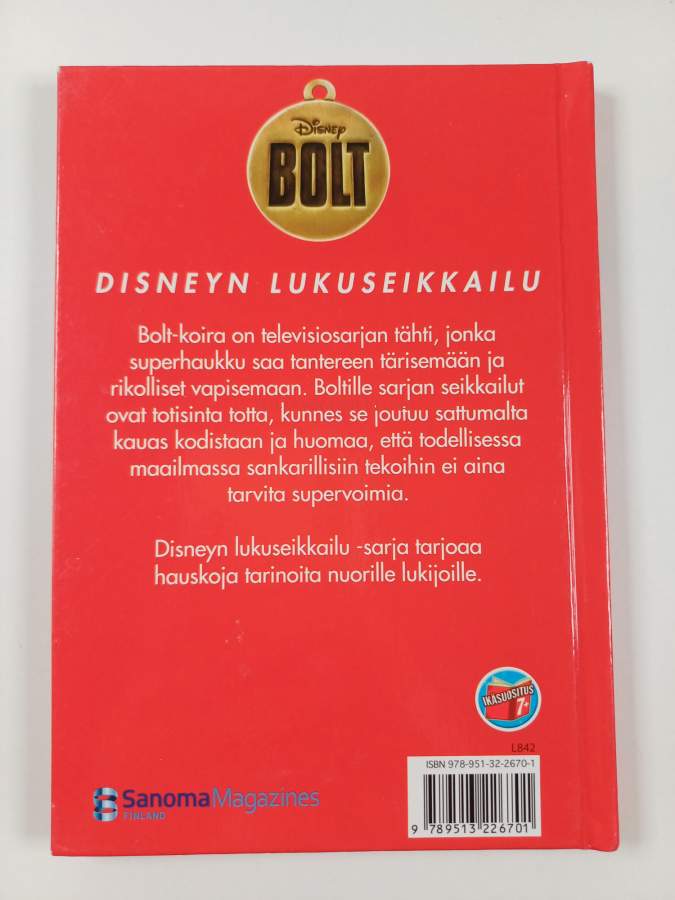 Disney
BOLT
DISNEYN LUKUSEIKKAILU
Bolt-koira on televisiosarjan tähti, jonka
superhaukku saa tantereen tärisemään ja
rikolliset vapisemaan. Boltille sarjan seikkailut
ovat totisinta totta, kunnes se joutuu sattumalta
kauas kodistaan ja huomaa, että todellisessa
maailmassa sankarillisiin tekoihin ei aina
tarvita supervoimia.
Disneyn lukuseikkailu -sarja tarjoaa
hauskoja tarinoita nuorille lukijoille.
IKÄSUOSITUS
7+
L842
ISBN 978-951-32-2670-1
SanomaMagazines
FINLAND
9 789513 226701